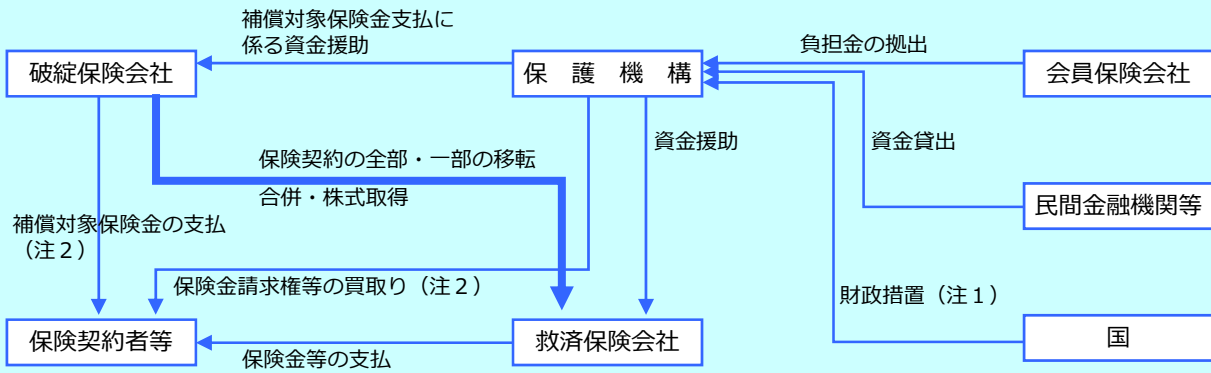 補償対象保険金支払に
係る資金援助
負担金の拠出
破綻保険会社
保 護 機 構
会員保険会社
資金援助
資金貸出
保険契約の全部・一部の移転
合併・株式取得
補償対象保険金の支払
（注２）
民間金融機関等
保険金請求権等の買取り（注２）
財政措置（注１）
保険契約者等
救済保険会社
国
保険金等の支払